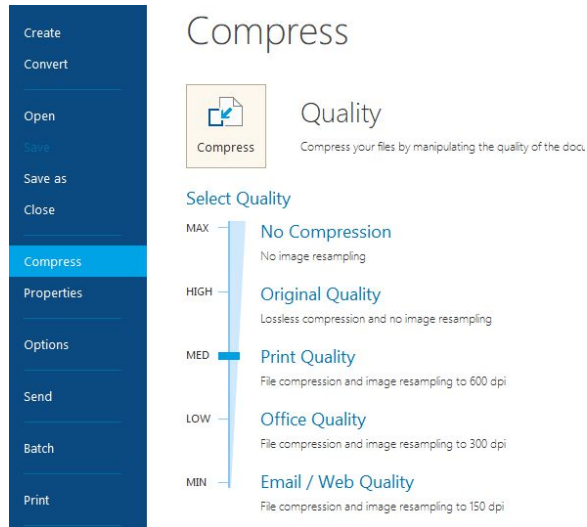 Create
Convert
Open
Save
Save as
Close
Compress
Properties
Options
Send
Batch
Print
Compress
Compress
Quality
Compress your files by manipulating the quality of the docu
Select Quality
MAX
No Compression
No image resampling
HIGH
Original Quality
Lossless compression and no image resampling
MED
Print Quality
File compression and image resampling to 600 dpi
LOW
Office Quality
File compression and image resampling to 300 dpi
MIN
Email / Web Quality
File compression and image resampling to 150 dpi